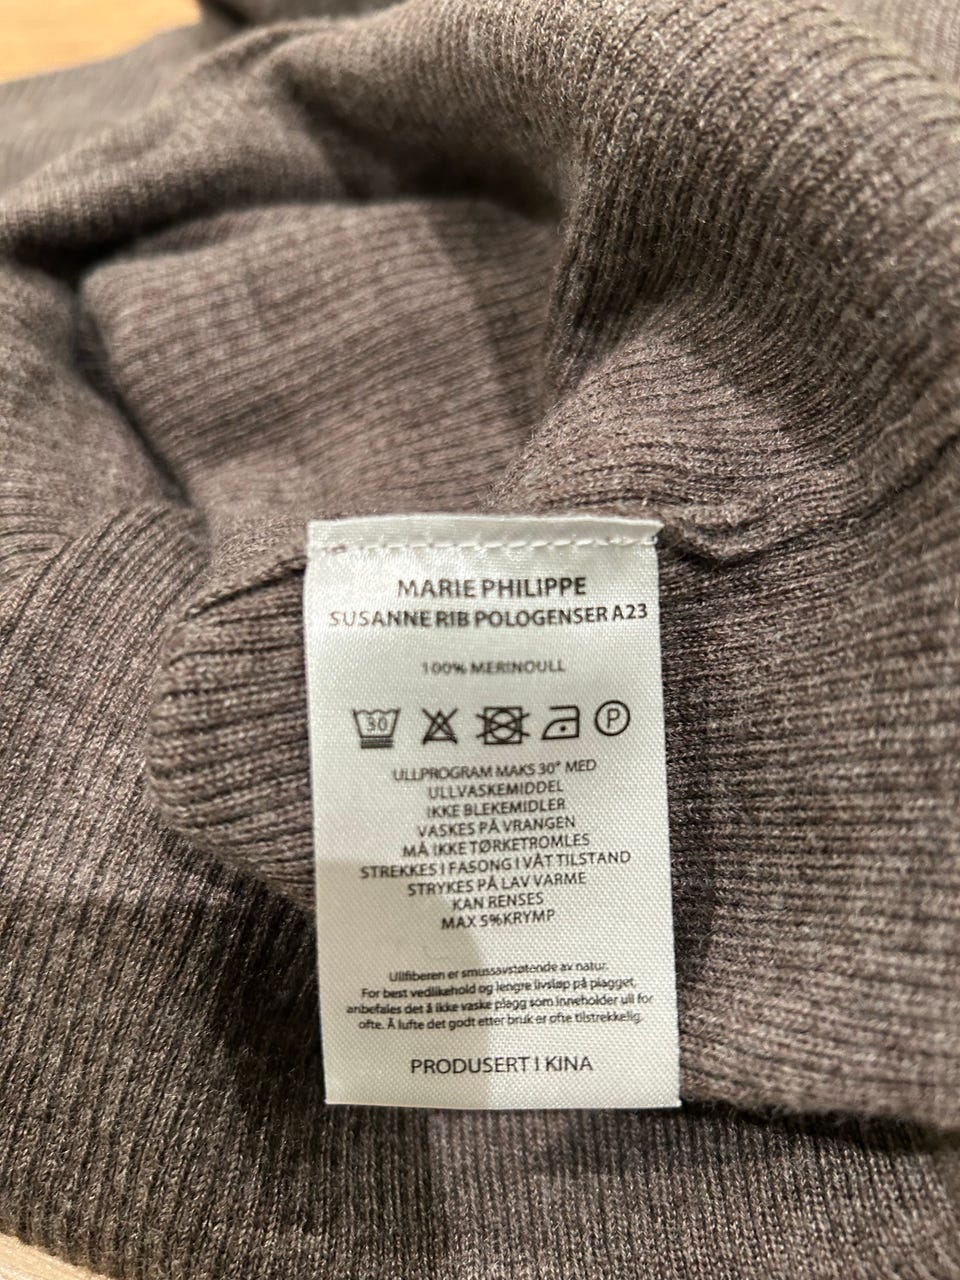 MARIE PHILIPPE
SUSANNE RIB POLOGENSER A23
100% MERINOULL
30 P
ULLPROGRAM MAKS 30° MED
ULLVASKEMIDDEL
IKKE BLEKEMIDLER
VASKES PÅ VRANGEN
MÅ IKKE TØRKETROMLES
STREKKES I FASONG I VÅT TILSTAND
STRYKES PÅ LAV VARME
KAN RENSES
MAX 5%KRYMP
Ullfiberen er smussavstøtende av natur.
For best vedlikehold og lengre livsløp på plagget,
anbefales det å ikke vaske plagg som inneholder ull for
ofte. Å lufte det godt etter bruk er ofte tilstrekkelig.
PRODUSERT I KINA